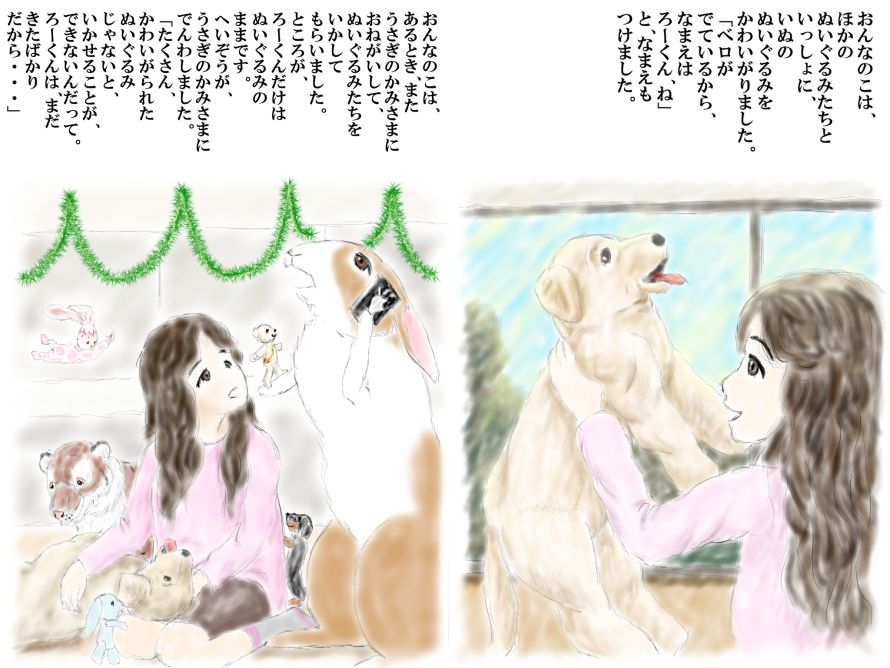 おんなのこは、
ほかの
ぬいぐるみたちと
いっしょに、
いぬの
ぬいぐるみを
かわいがりました。
「ベロが
でているから、
なまえは
ろーくん、ね」
と、なまえも
つけました。
おんなのこは、
あるとき、また
うさぎのかみさまに
おねがいして、
ぬいぐるみたちを
いかして
もらいました。
ところが、
ろーくんだけは
ぬいぐるみの
ままです。
へいぞうが、
うさぎのかみさまに
でんわしました。
「たくさん、
かわいがられた
ぬいぐるみ
じゃないと、
いかせることが、
できないんだって。
ろーくんは、まだ
きたばかり
だから・・・」